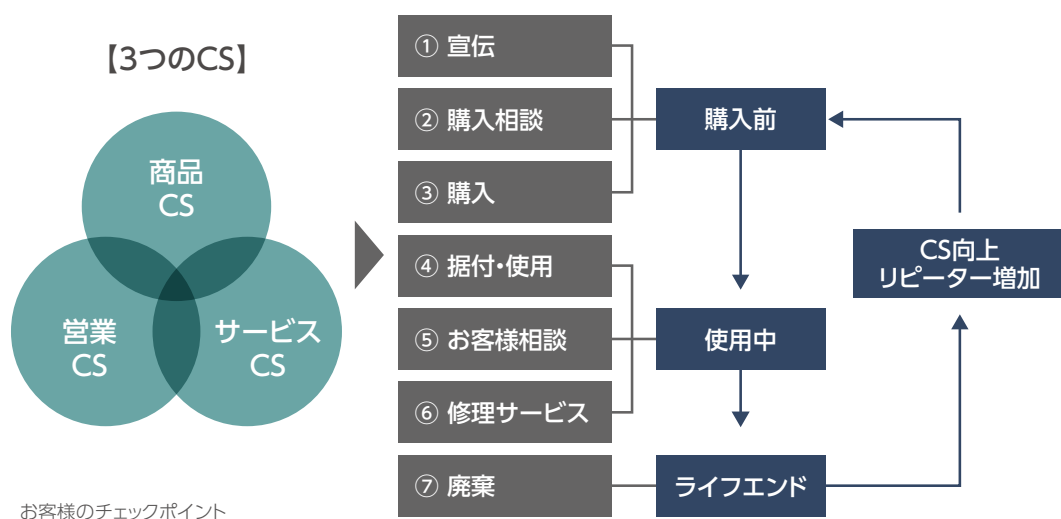 【3つのCS】
商品
CS
営業
CS
サービス
CS
① 宣伝
② 購入相談
③ 購入
④ 据付・使用
⑤ お客様相談
⑥ 修理サービス
⑦ 廃棄
購入前
使用中
ライフエンド
CS向上
リピーター増加
お客様のチェックポイント